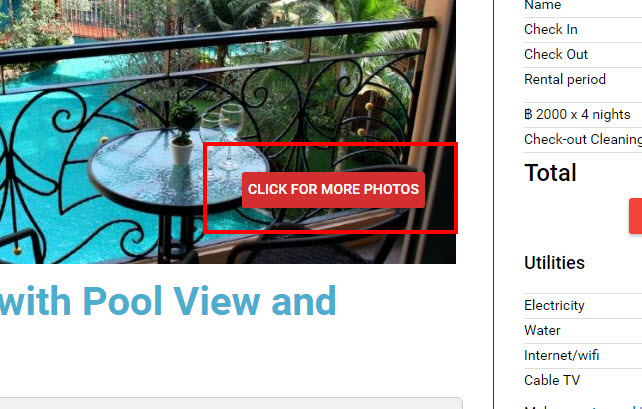 CLICK FOR MORE PHOTOS
with Pool View and
Name
Check In
Check Out
Rental period
฿ 2000 x 4 nights
Check-out Cleaning
Total
Utilities
Electricity
Water
Internet/wifi
Cable TV